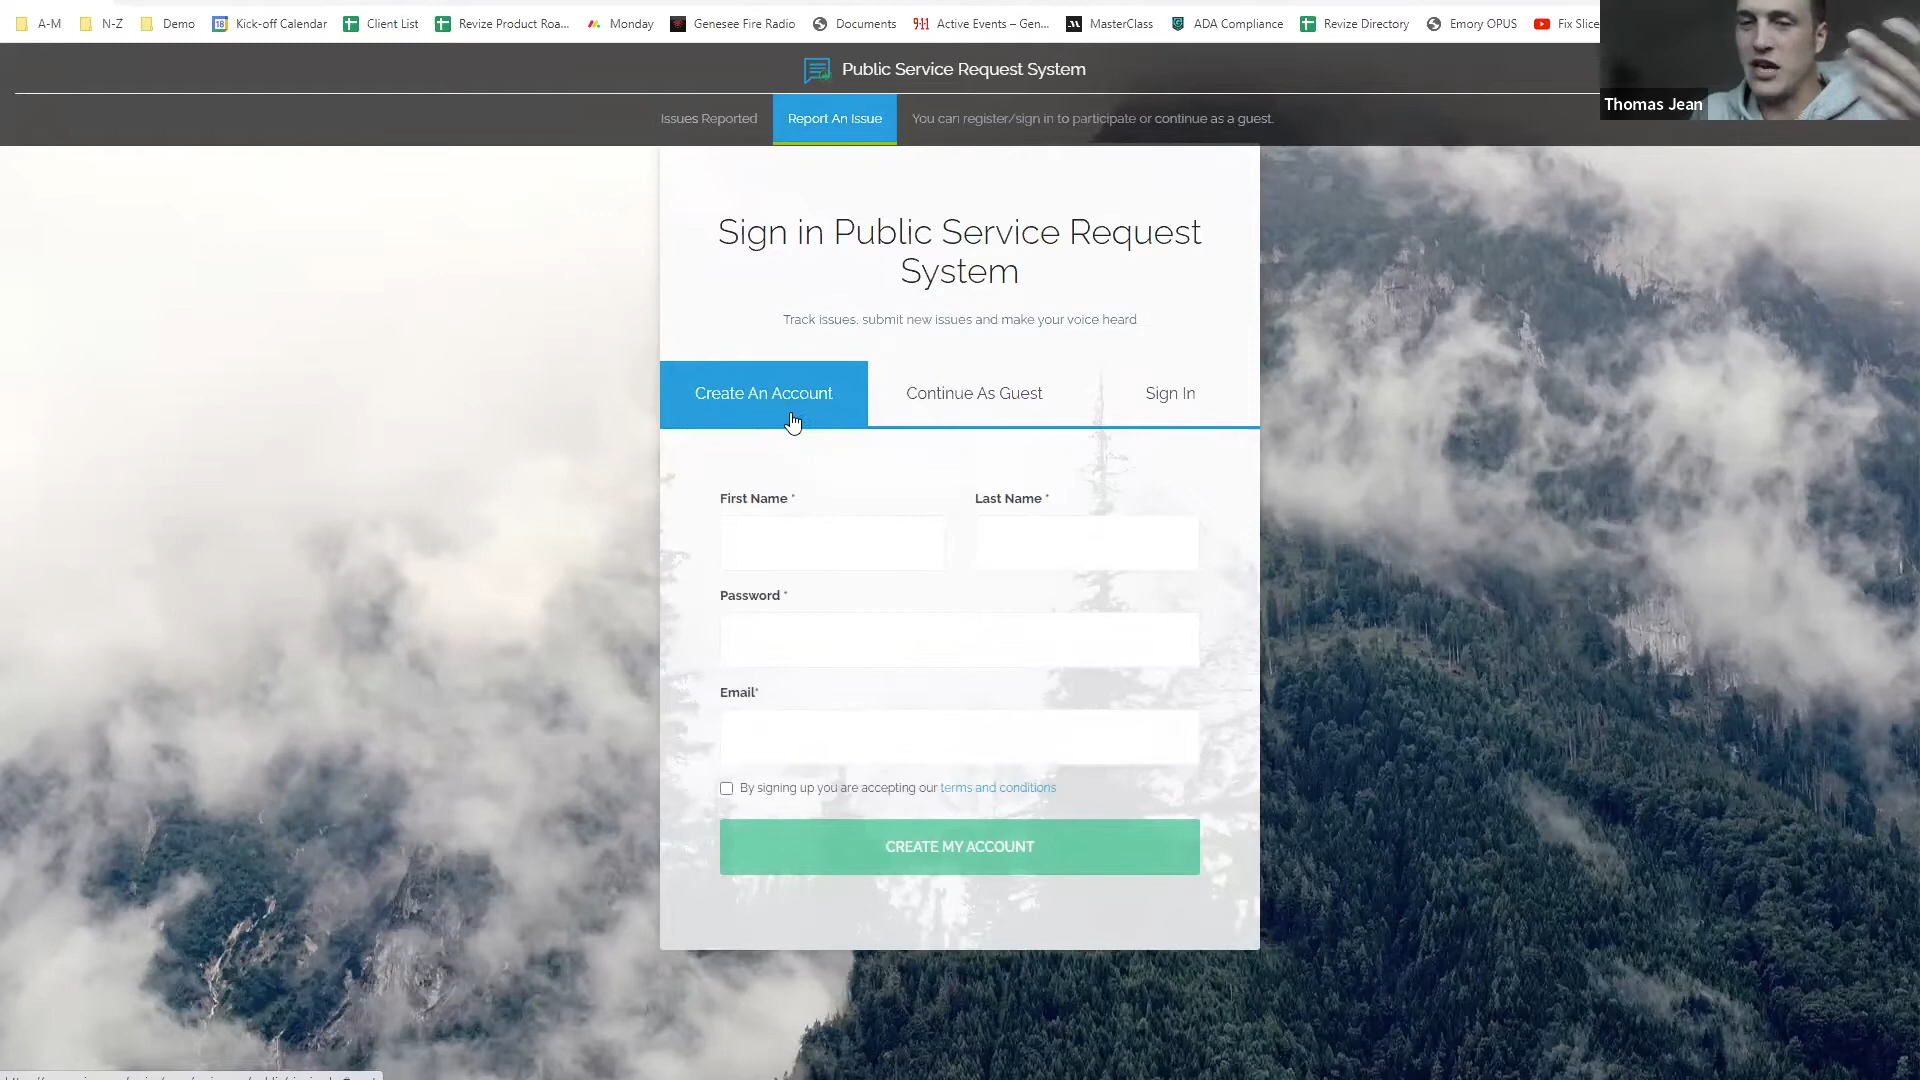 A-M N-Z Demo Kick-off Calendar Client List Revize Product Roa... Monday Genesee Fire Radio Documents Active Events – Gen... MasterClass ADA Compliance Revize Directory Emory OPUS Fix Slice
Public Service Request System
Thomas Jean
Issues Reported Report An Issue You can register/sign in to participate or continue as a guest.
Sign in Public Service Request
System
Track issues, submit new issues and make your voice heard
Create An Account Continue As Guest Sign In
First Name * Last Name *
Password *
Email*
By signing up you are accepting our terms and conditions
CREATE MY ACCOUNT